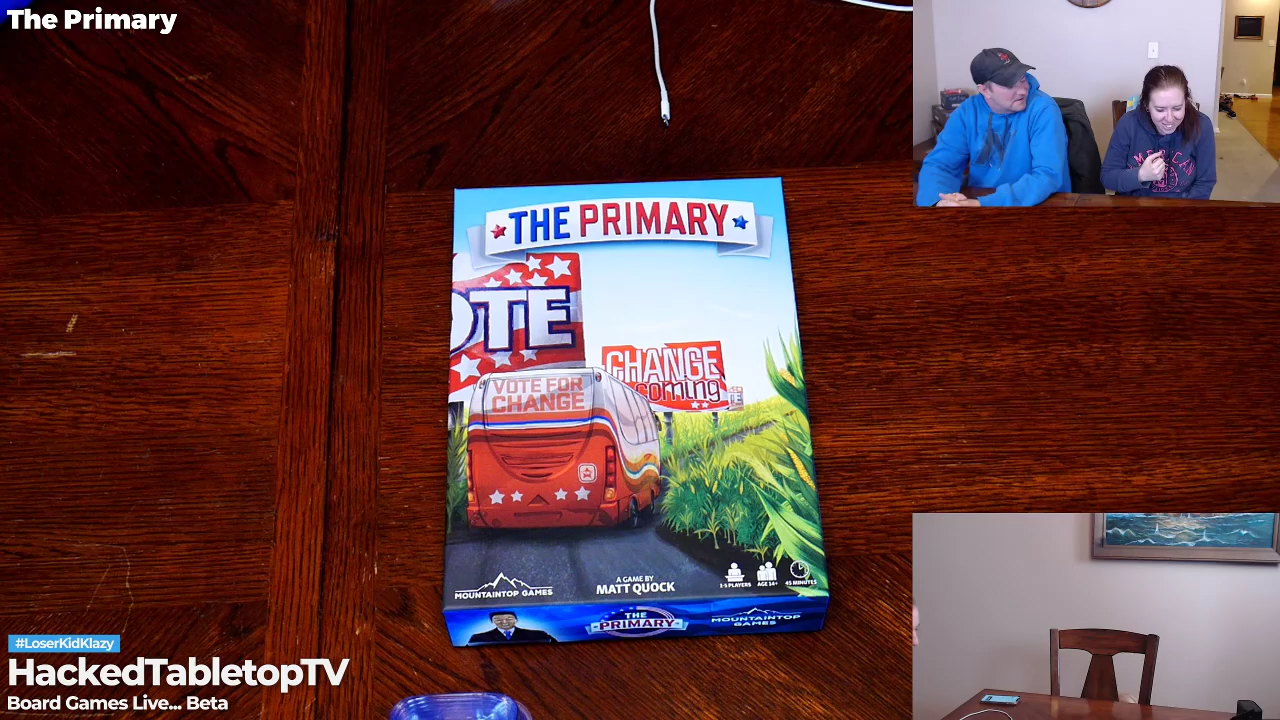 The Primary
THE PRIMARY
OTE
CHANGE
coming
VOTE FOR
CHANGE
MOUNTAINTOP GAMES
A GAME BY
MATT QUOCK
1-5 PLAYERS
AGE 14+
45 MINUTES
THE
PRIMARY
MOUNTAINTOP
GAMES
#LoserKidKlazy
HackedTabletopTV
Board Games Live... Beta